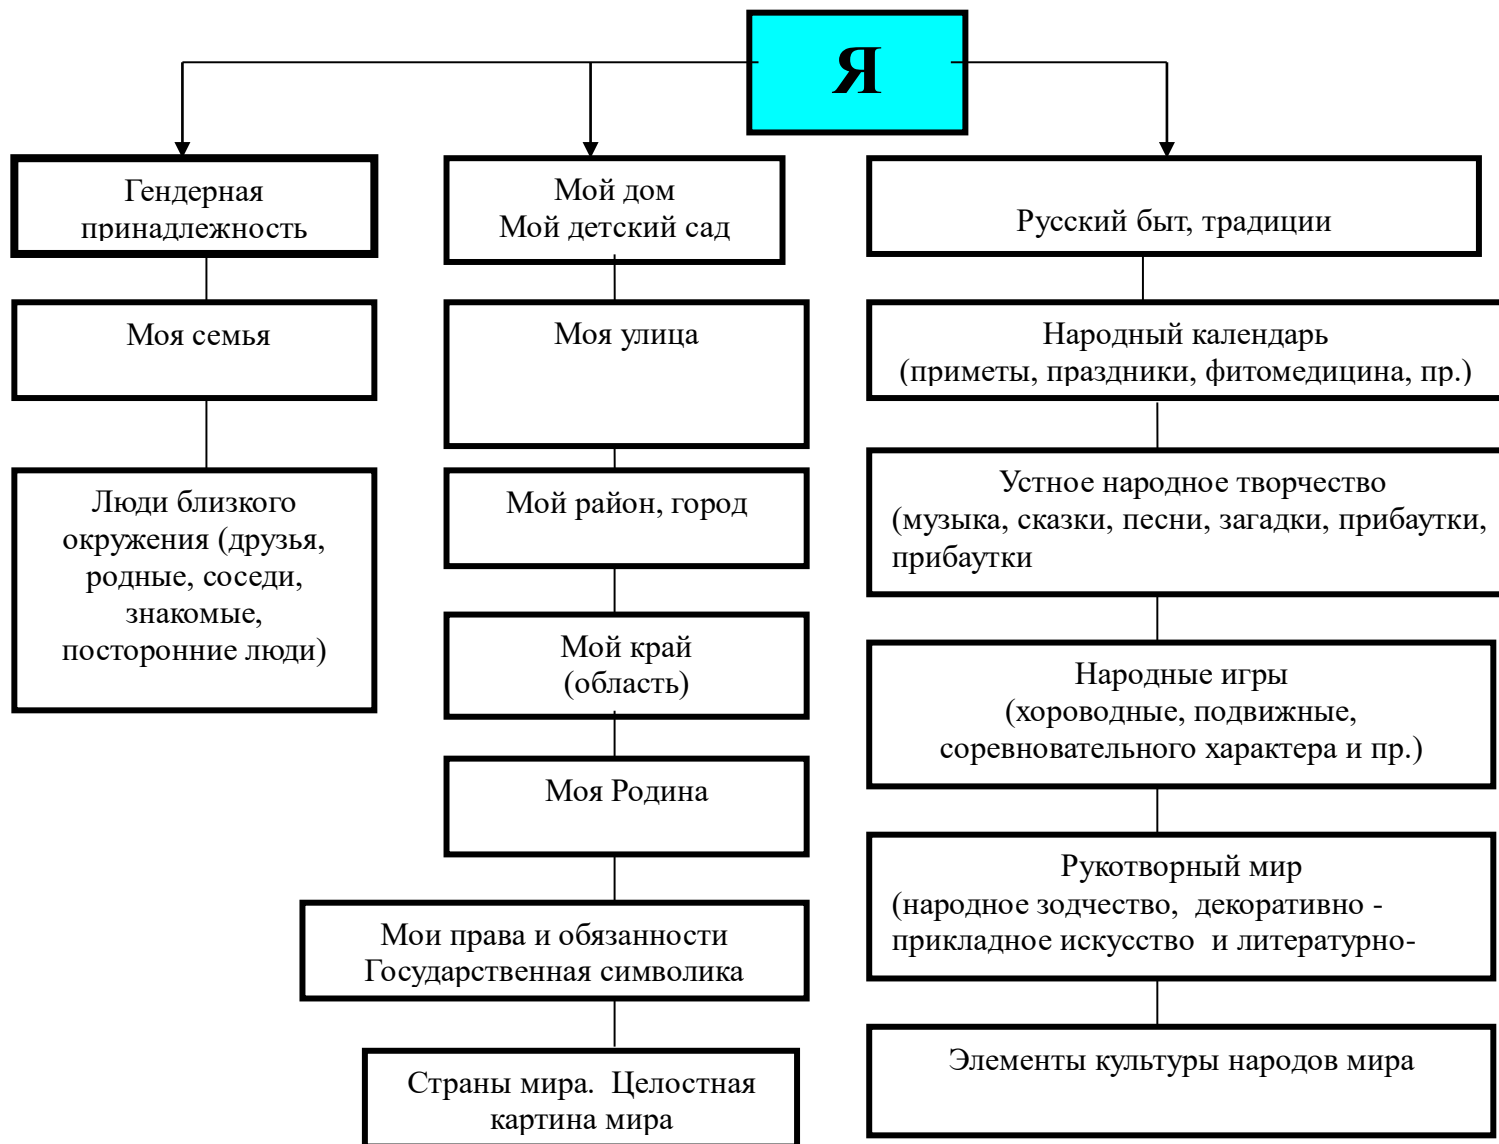 Я
Гендерная
принадлежность
Моя семья
Люди близкого
окружения (друзья,
родные, соседи,
знакомые,
посторонние люди)
Мой дом
Мой детский сад
Моя улица
Мой район, город
Мой край
(область)
Моя Родина
Мои права и обязанности
Государственная символика
Страны мира.  Целостная
картина мира
Русский быт, традиции
Народный календарь
(приметы, праздники, фитомедицина, пр.)
Устное народное творчество
(музыка, сказки, песни, загадки, прибаутки,
прибаутки
Народные игры
(хороводные, подвижные,
соревновательного характера и пр.)
Рукотворный мир
(народное зодчество,  декоративно -
прикладное искусство  и литературно-
Элементы культуры народов мира